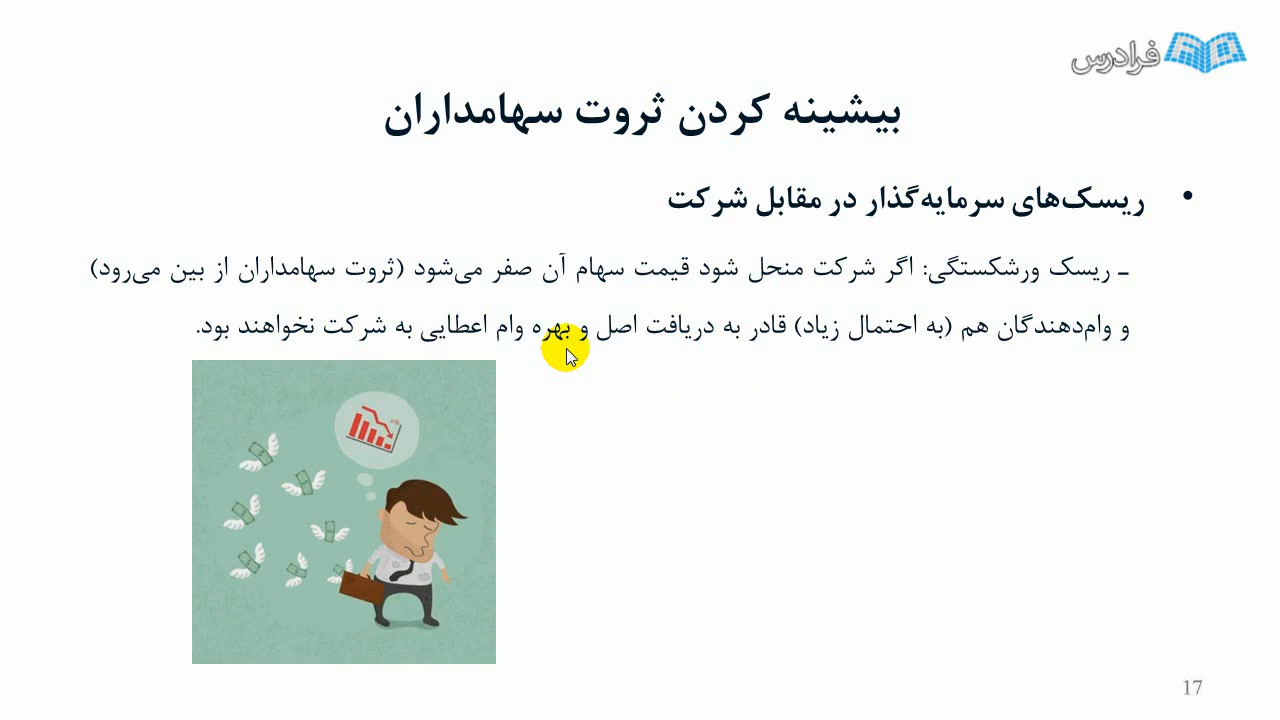 فرادرس
بیشینه کردن ثروت سهامداران
• ریسک‌های سرمایه‌گذار در مقابل شرکت
ـ ریسک ورشکستگی: اگر شرکت منحل شود قیمت سهام آن صفر می‌شود (ثروت سهامداران از بین می‌رود)
و وام‌دهندگان هم (به احتمال زیاد) قادر به دریافت اصل و بهره وام اعطایی به شرکت نخواهند بود.
17